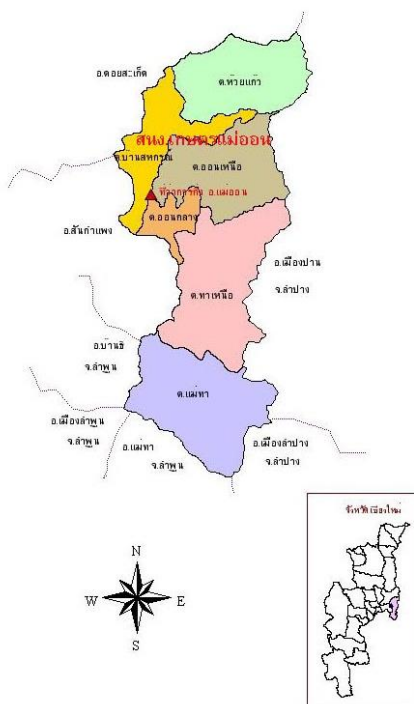 อ.ดอยสะเก็ด
ต.ห้วยแก้ว
สนง.เกษตรแม่ออน
ต.บ้านสหกรณ์
ต.ออนเหนือ
ที่ว่าการกิ่ง อ.แม่ออน
ต.ออนกลาง
อ.สันกำแพง
อ.เมืองปาน
จ.ลำปาง
ต.ทาเหนือ
อ.บ้านธิ
จ.ลำพูน
ต.แม่ทา
อ.เมืองลำพูน
จ.ลำพูน
อ.แม่ทา
จ.ลำพูน
อ.เมืองลำปาง
จ.ลำปาง
จังหวัดเชียงใหม่
N
W E
S